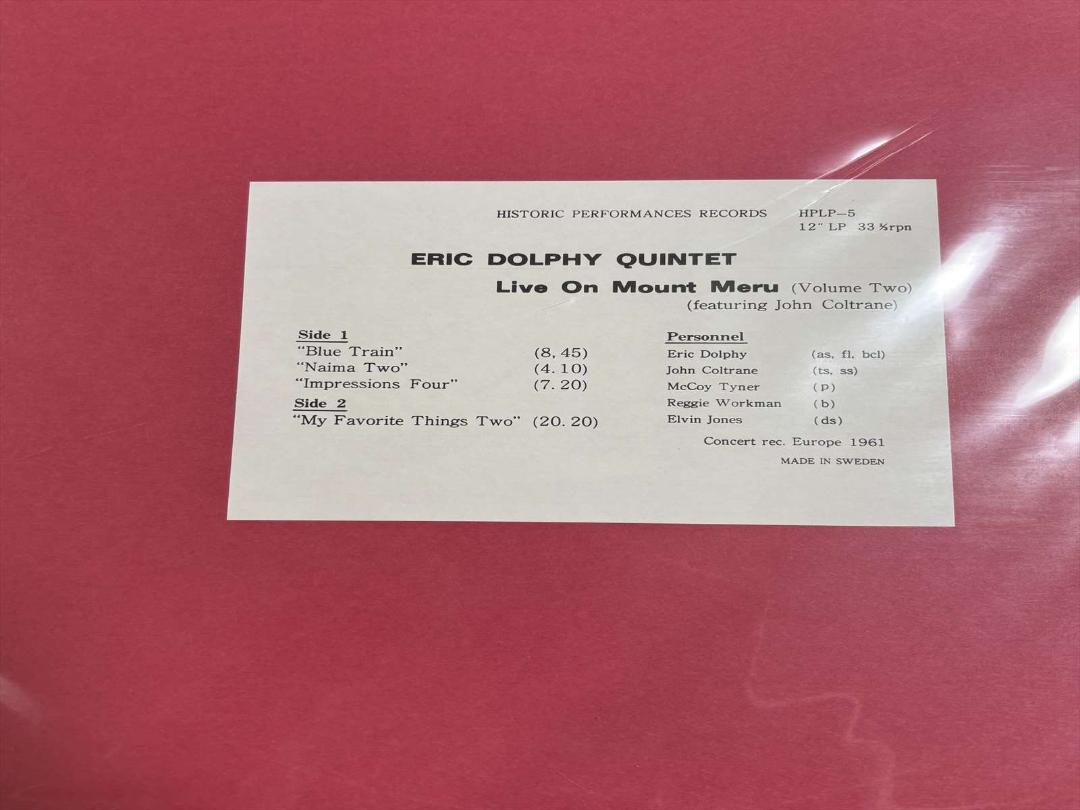 HISTORIC PERFORMANCES RECORDS HPLP-5
12" LP 33 ⅓rpn
ERIC DOLPHY QUINTET
Live On Mount Meru (Volume Two)
(featuring John Coltrane)
Side 1
"Blue Train" (8, 45)
"Naima Two" (4. 10)
"Impressions Four" (7. 20)
Side 2
"My Favorite Things Two" (20. 20)
Personnel
Eric Dolphy (as, fl, bcl)
John Coltrane (ts, ss)
McCoy Tyner (p)
Reggie Workman (b)
Elvin Jones (ds)
Concert rec. Europe 1961
MADE IN SWEDEN